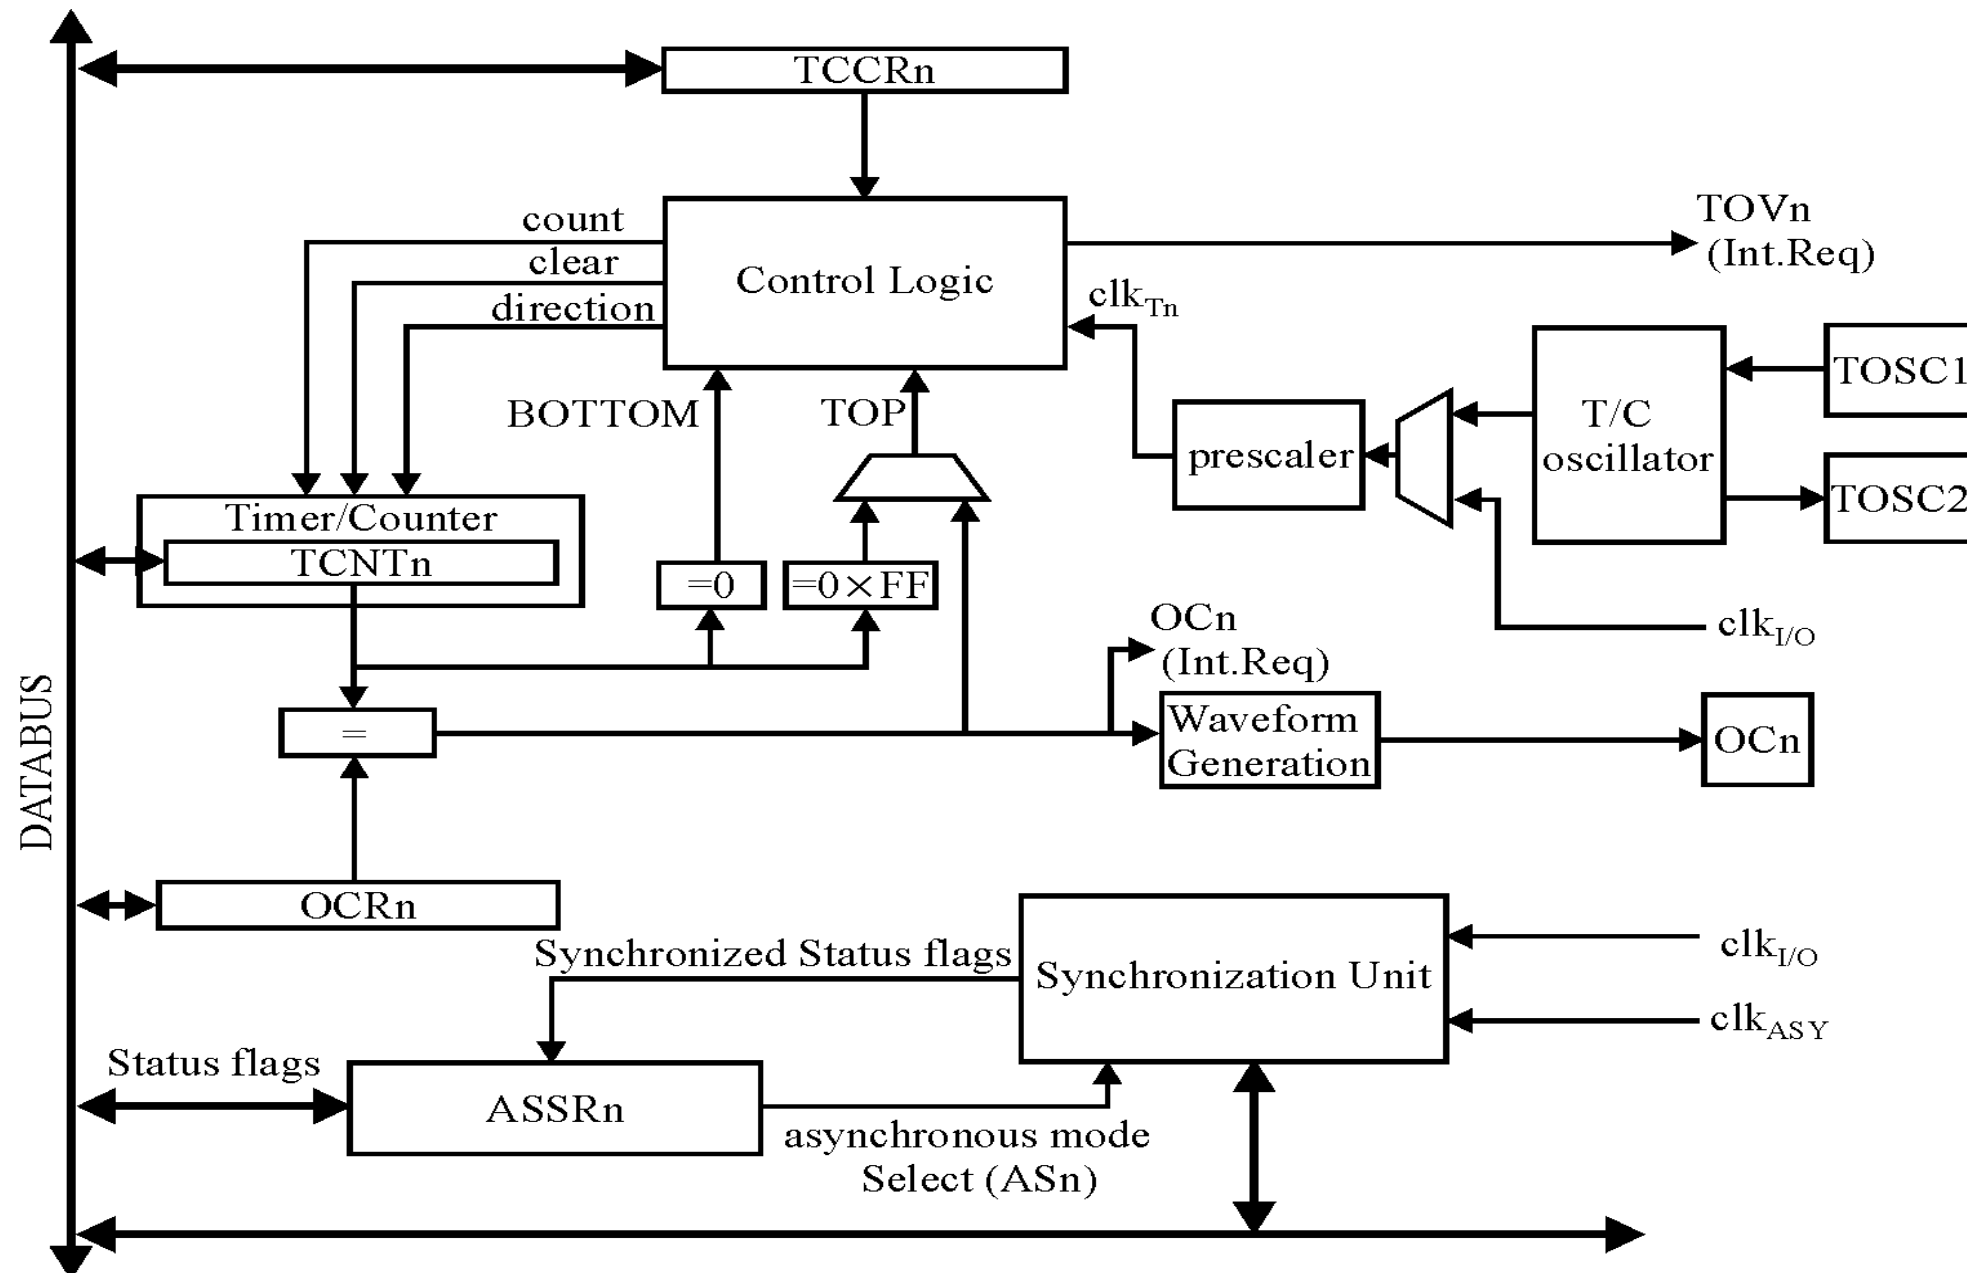 TCCRn
count
clear
direction
Control Logic
TOVn
(Int.Req)
clkTn
BOTTOM
TOP
prescaler
T/C
oscillator
TOSC1
TOSC2
Timer/Counter
TCNTn
=0
=0×FF
clkI/O
OCn
(Int.Req)
=
Waveform
Generation
OCn
DATABUS
OCRn
Synchronized Status flags
Synchronization Unit
clkI/O
clkASY
Status flags
ASSRn
asynchronous mode
Select (ASn)